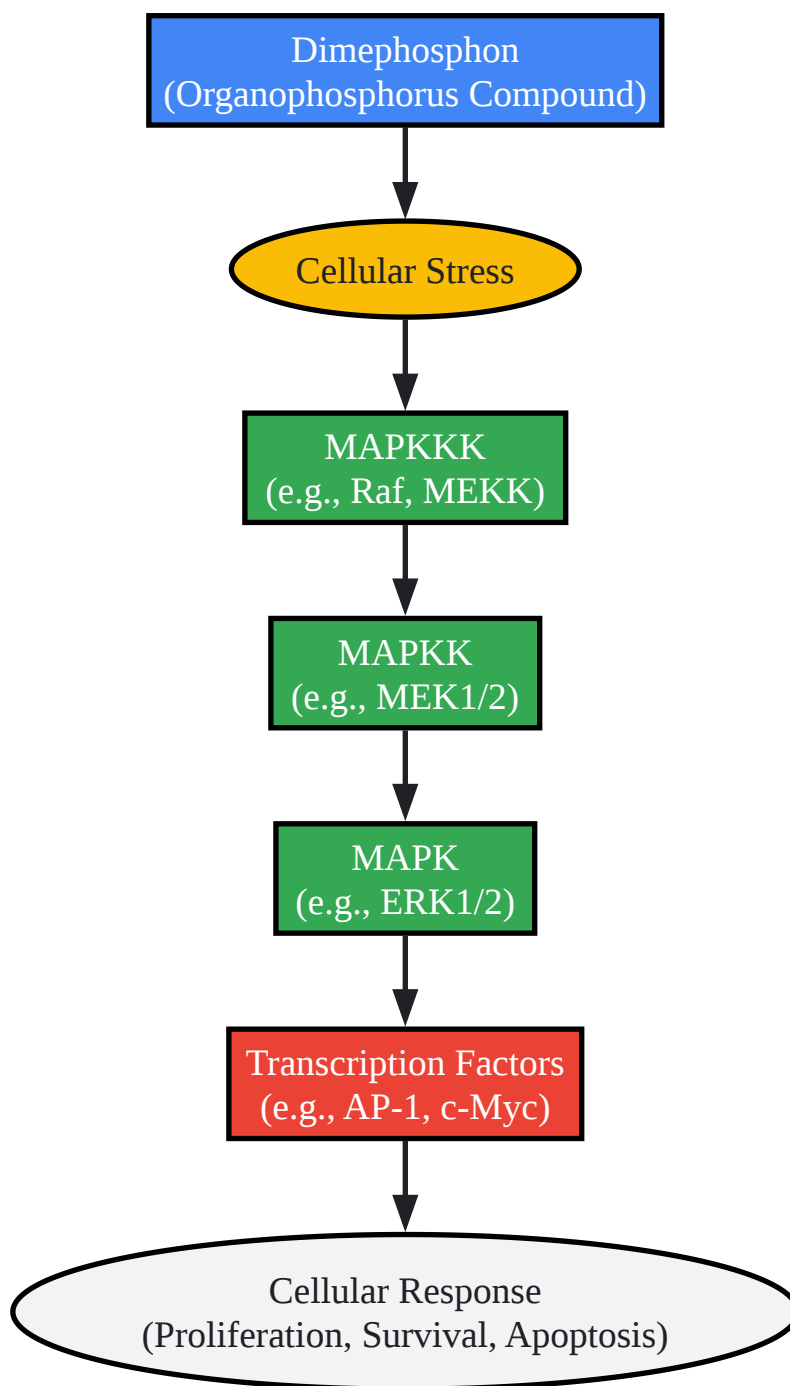 Dimephosphon
(Organophosphorus Compound)
Cellular Stress
MAPKKK
(e.g., Raf, MEKK)
MAPKK
(e.g., MEK1/2)
MAPK
(e.g., ERK1/2)
Transcription Factors
(e.g., AP-1, c-Myc)
Cellular Response
(Proliferation, Survival, Apoptosis)